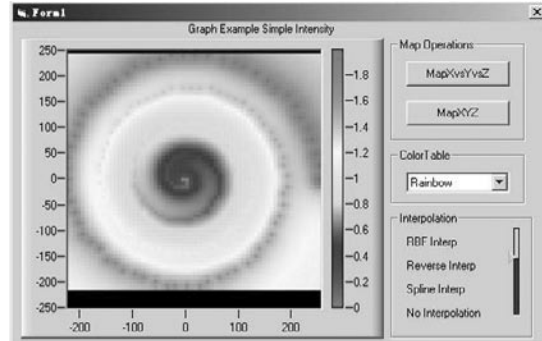 Form1
Graph Example Simple Intensity
250
200
150
100
50
0
-50
-100
-150
-200
-250
-200
-100
0
100
200
1.8
1.6
1.4
1.2
1
0.8
0.6
0.4
0.2
0
Map Operations
MapXvsYvsZ
MapXYZ
ColorTable
Rainbow
Interpolation
RBF Interp
Reverse Interp
Spline Interp
No Interpolation